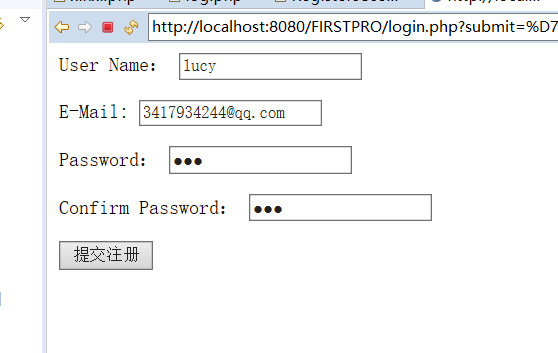 http://localhost:8080/FIRSTPRO/login.php?submit=%D7
User Name: lucy
E-Mail: 3417934244@qq.com
Password: ●●●
Confirm Password: ●●●
提交注册